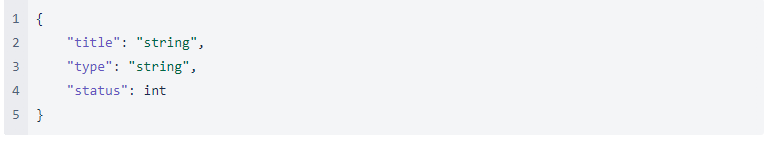 1 {
2     "title": "string",
3     "type": "string",
4     "status": int
5 }